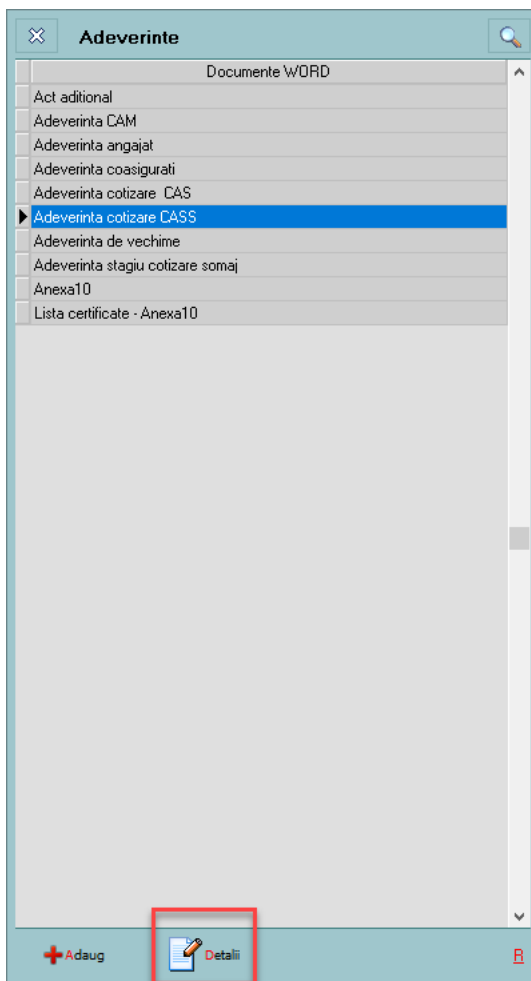 Adeverinte
Documente WORD
Act aditional
Adeverinta CAM
Adeverinta angajat
Adeverinta coasigurati
Adeverinta cotizare  CAS
Adeverinta cotizare CASS
Adeverinta de vechime
Adeverinta stagiu cotizare somaj
Anexa10
Lista certificate - Anexa10
Adaug Detalii R